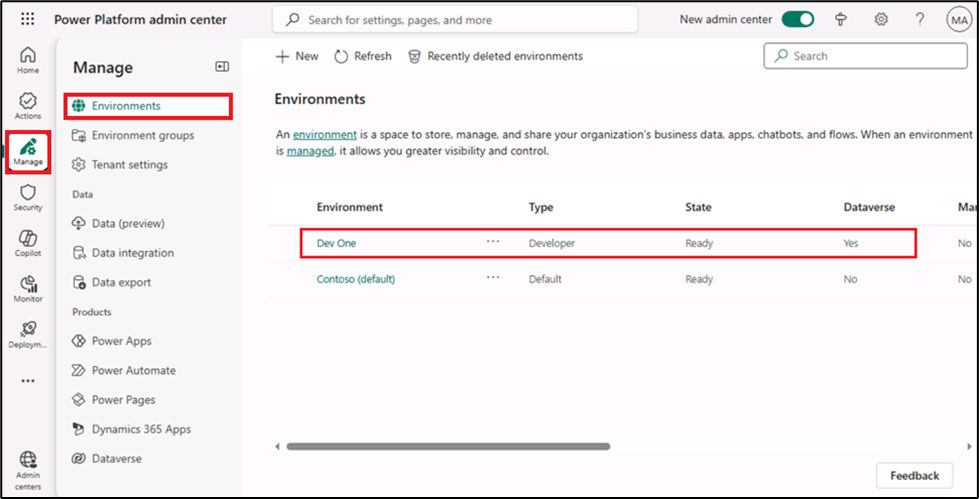 Power Platform admin center
Search for settings, pages, and more
New admin center
MA
Home
Actions
Manage
Security
Copilot
Monitor
Deploym...
Admin
centers
Manage
Environments
Environment groups
Tenant settings
Data
Data (preview)
Data integration
Data export
Products
Power Apps
Power Automate
Power Pages
Dynamics 365 Apps
Dataverse
New Refresh Recently deleted environments
Search
Environments
An environment is a space to store, manage, and share your organization's business data, apps, chatbots, and flows. When an environment
is managed, it allows you greater visibility and control.
Environment Type State Dataverse Mar
Dev One ... Developer Ready Yes No
Contoso (default) ... Default Ready No No
Feedback